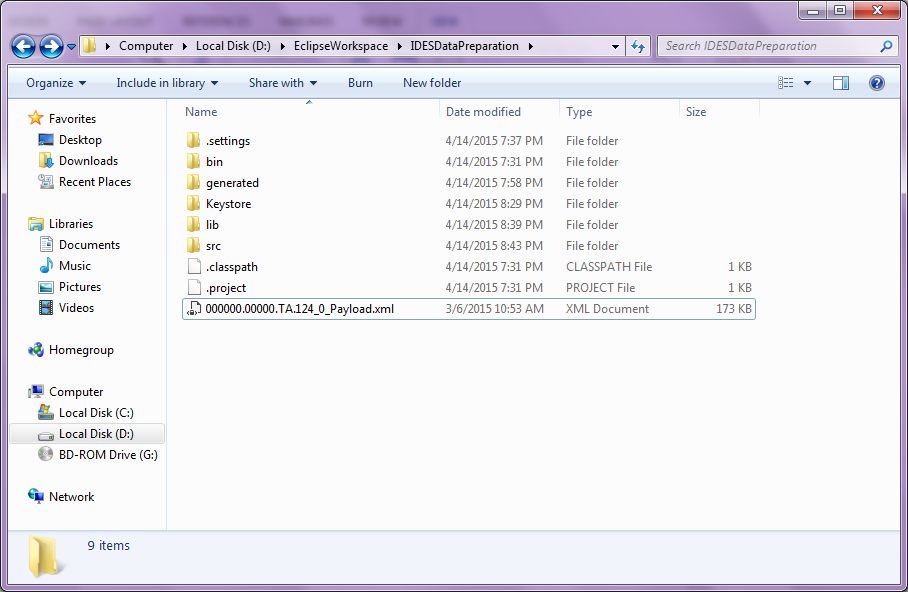 Computer Local Disk (D:) EclipseWorkspace IDESDataPreparation Search IDESDataPreparation
Organize Include in library Share with Burn New folder
Favorites
Desktop
Downloads
Recent Places
Libraries
Documents
Music
Pictures
Videos
Homegroup
Computer
Local Disk (C:)
Local Disk (D:)
BD-ROM Drive (G:)
Network
Name Date modified Type Size
.settings 4/14/2015 7:37 PM File folder
bin 4/14/2015 7:31 PM File folder
generated 4/14/2015 7:58 PM File folder
Keystore 4/14/2015 8:29 PM File folder
lib 4/14/2015 8:39 PM File folder
src 4/14/2015 8:43 PM File folder
.classpath 4/14/2015 7:31 PM CLASSPATH File 1 KB
.project 4/14/2015 7:31 PM PROJECT File 1 KB
000000.00000.TA.124_0_Payload.xml 3/6/2015 10:53 AM XML Document 173 KB
9 items